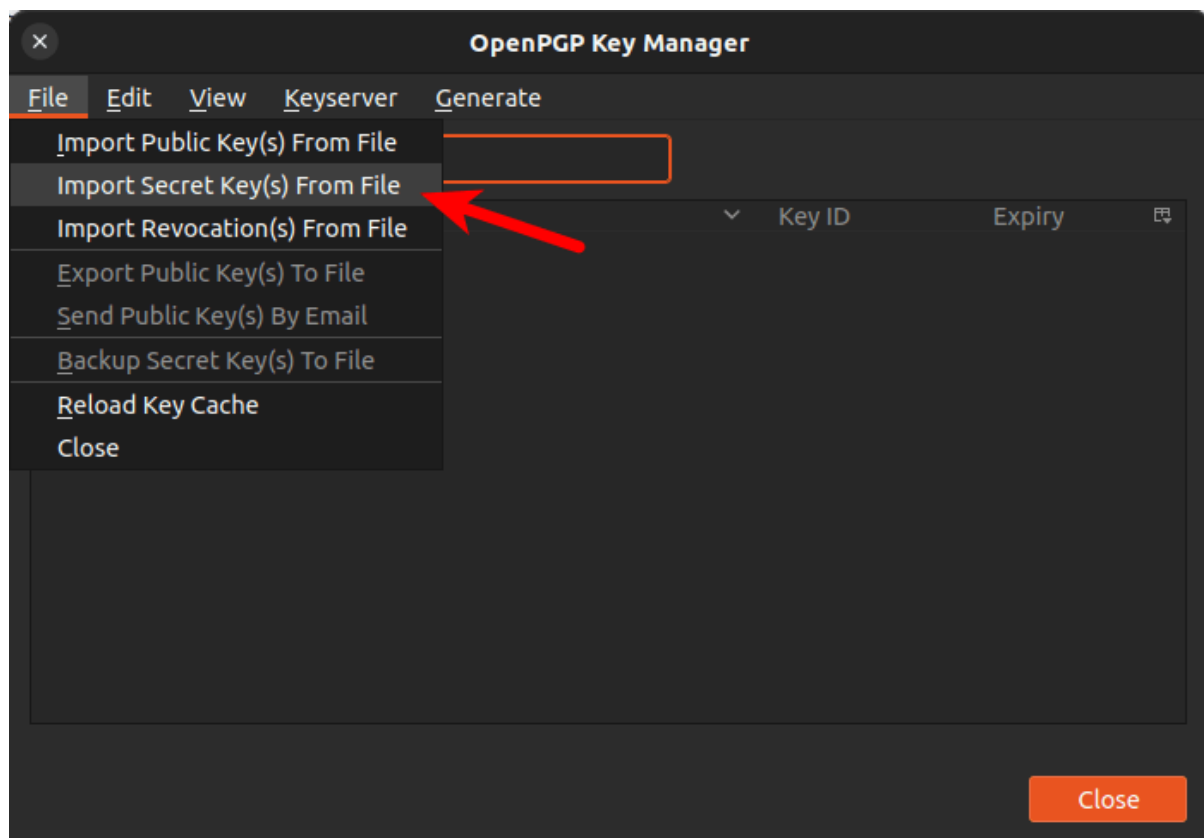 OpenPGP Key Manager
File Edit View Keyserver Generate
Import Public Key(s) From File
Import Secret Key(s) From File
Import Revocation(s) From File
Key ID Expiry
Export Public Key(s) To File
Send Public Key(s) By Email
Backup Secret Key(s) To File
Reload Key Cache
Close
Close